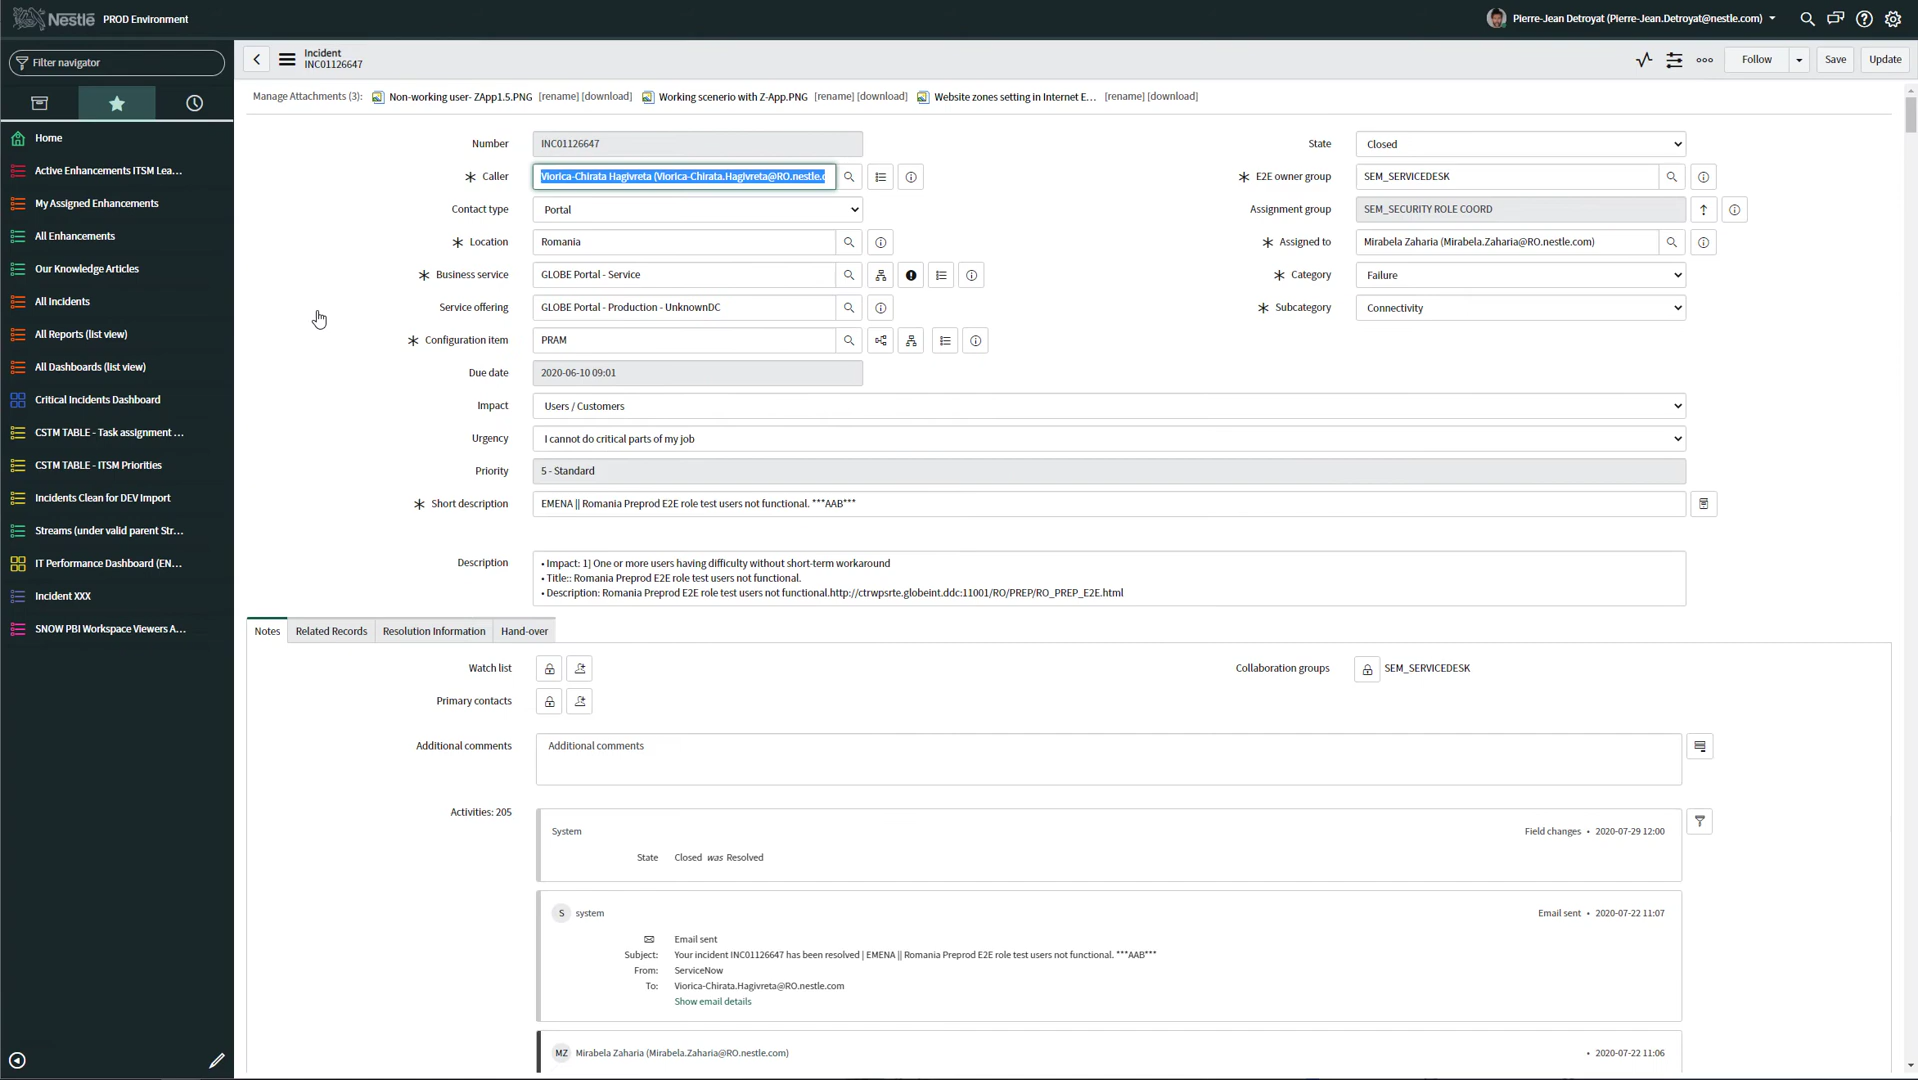 Nestlé PROD Environment
Pierre-Jean Detroyat (Pierre-Jean.Detroyat@nestle.com)
Filter navigator
Home
Active Enhancements ITSM Lea...
My Assigned Enhancements
All Enhancements
Our Knowledge Articles
All Incidents
All Reports (list view)
All Dashboards (list view)
Critical Incidents Dashboard
CSTM TABLE - Task assignment ...
CSTM TABLE - ITSM Priorities
Incidents Clean for DEV Import
Streams (under valid parent Str...
IT Performance Dashboard (EN...
Incident XXX
SNOW PBI Workspace Viewers A...
Incident
INC01126647
Follow Save Update
Manage Attachments (3): Non-working user- ZApp1.5.PNG [rename] [download] Working scenerio with Z-App.PNG [rename] [download] Website zones setting in Internet E... [rename] [download]
Number INC01126647
State Closed
Caller Viorica-Chirata Hagivreta (Viorica-Chirata.Hagivreta@RO.nestle.c
E2E owner group SEM_SERVICEDESK
Contact type Portal
Assignment group SEM_SECURITY ROLE COORD
Location Romania
Assigned to Mirabela Zaharia (Mirabela.Zaharia@RO.nestle.com)
Business service GLOBE Portal - Service
Category Failure
Service offering GLOBE Portal - Production - UnknownDC
Subcategory Connectivity
Configuration item PRAM
Due date 2020-06-10 09:01
Impact Users / Customers
Urgency I cannot do critical parts of my job
Priority 5 - Standard
Short description EMENA || Romania Preprod E2E role test users not functional. ***AAB***
Description • Impact: 1] One or more users having difficulty without short-term workaround
• Title:: Romania Preprod E2E role test users not functional.
• Description: Romania Preprod E2E role test users not functional.http://ctrwpsrte.globeint.ddc:11001/RO/PREP/RO_PREP_E2E.html
Notes Related Records Resolution Information Hand-over
Watch list
Collaboration groups SEM_SERVICEDESK
Primary contacts
Additional comments Additional comments
Activities: 205
System Field changes • 2020-07-29 12:00
State Closed was Resolved
S system Email sent • 2020-07-22 11:07
Email sent
Subject: Your incident INC01126647 has been resolved | EMENA || Romania Preprod E2E role test users not functional. ***AAB***
From: ServiceNow
To: Viorica-Chirata.Hagivreta@RO.nestle.com
Show email details
MZ Mirabela Zaharia (Mirabela.Zaharia@RO.nestle.com) • 2020-07-22 11:06